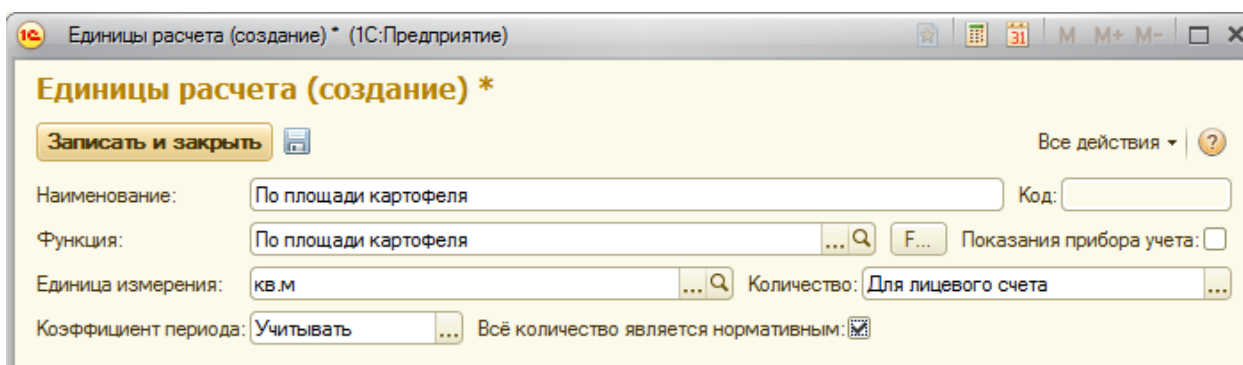 1С Единицы расчета (создание) * (1С:Предприятие) 31 M M+ M-
Единицы расчета (создание) *
Записать и закрыть Все действия ?
Наименование: По площади картофеля Код:
Функция: По площади картофеля ... F... Показания прибора учета:
Единица измерения: кв.м ... Количество: Для лицевого счета ...
Коэффициент периода: Учитывать ... Всё количество является нормативным: